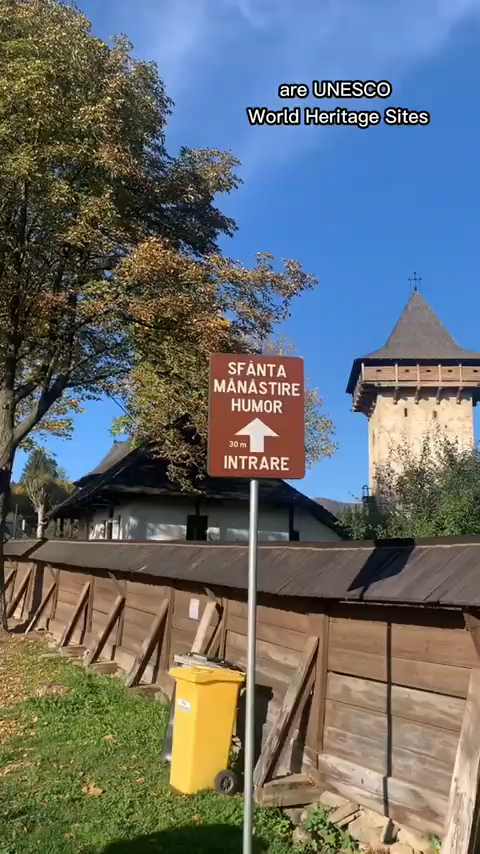 are UNESCO
World Heritage Sites
SFÂNTA
MĂNĂSTIRE
HUMOR
30 m
INTRARE